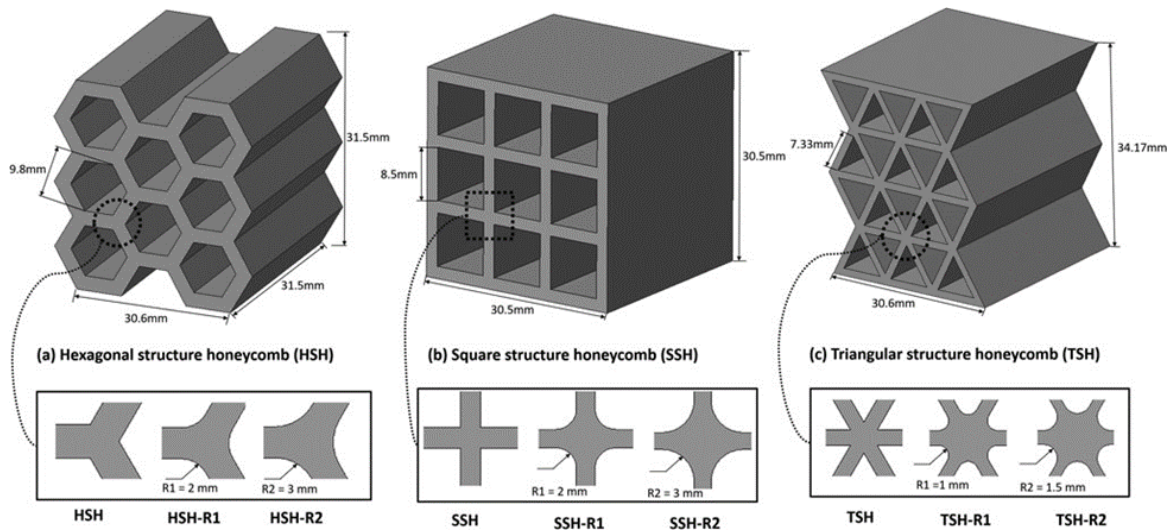 9.8mm
31.5mm
31.5mm
30.6mm
8.5mm
30.5mm
30.5mm
7.33mm
34.17mm
30.6mm
(a) Hexagonal structure honeycomb (HSH)
(b) Square structure honeycomb (SSH)
(c) Triangular structure honeycomb (TSH)
R1 = 2 mm
R2 = 3 mm
R1 = 2 mm
R2 = 3 mm
R1 =1 mm
R2 = 1.5 mm
HSH
HSH-R1
HSH-R2
SSH
SSH-R1
SSH-R2
TSH
TSH-R1
TSH-R2